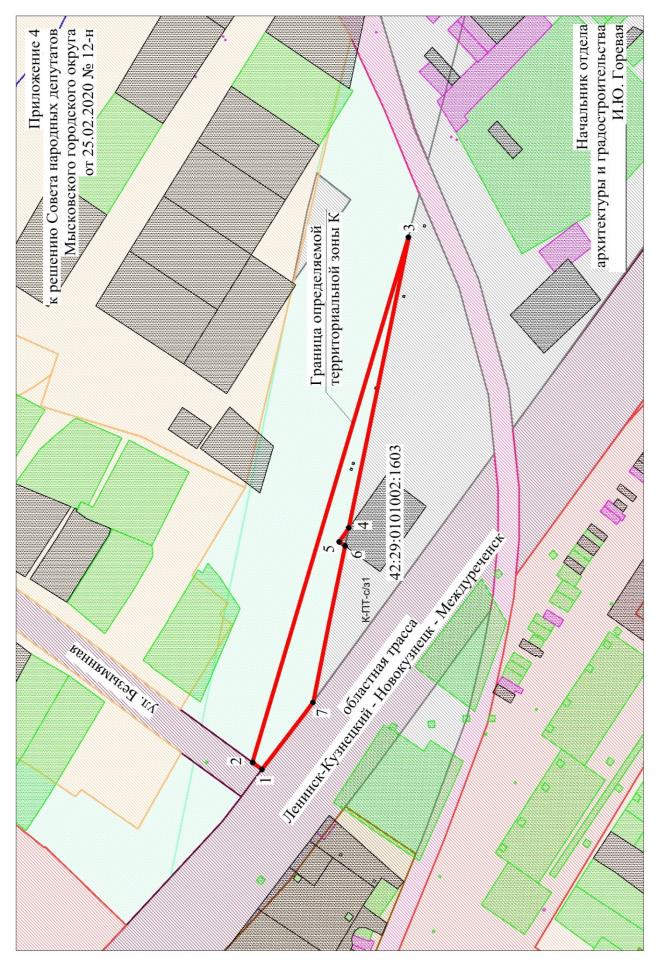 Приложение 4
к решению Совета народных депутатов
Мысковского городского округа
от 25.02.2020 № 12-н
ул. Безымянная
Граница определяемой
территориальной зоны К
2
1
3
4
5
6
7
К-ПТ-с/з1
42:29:0101002:1603
областная трасса
Ленинск-Кузнецкий - Новокузнецк - Междуреченск
Начальник отдела
архитектуры и градостроительства
И.Ю. Горевая